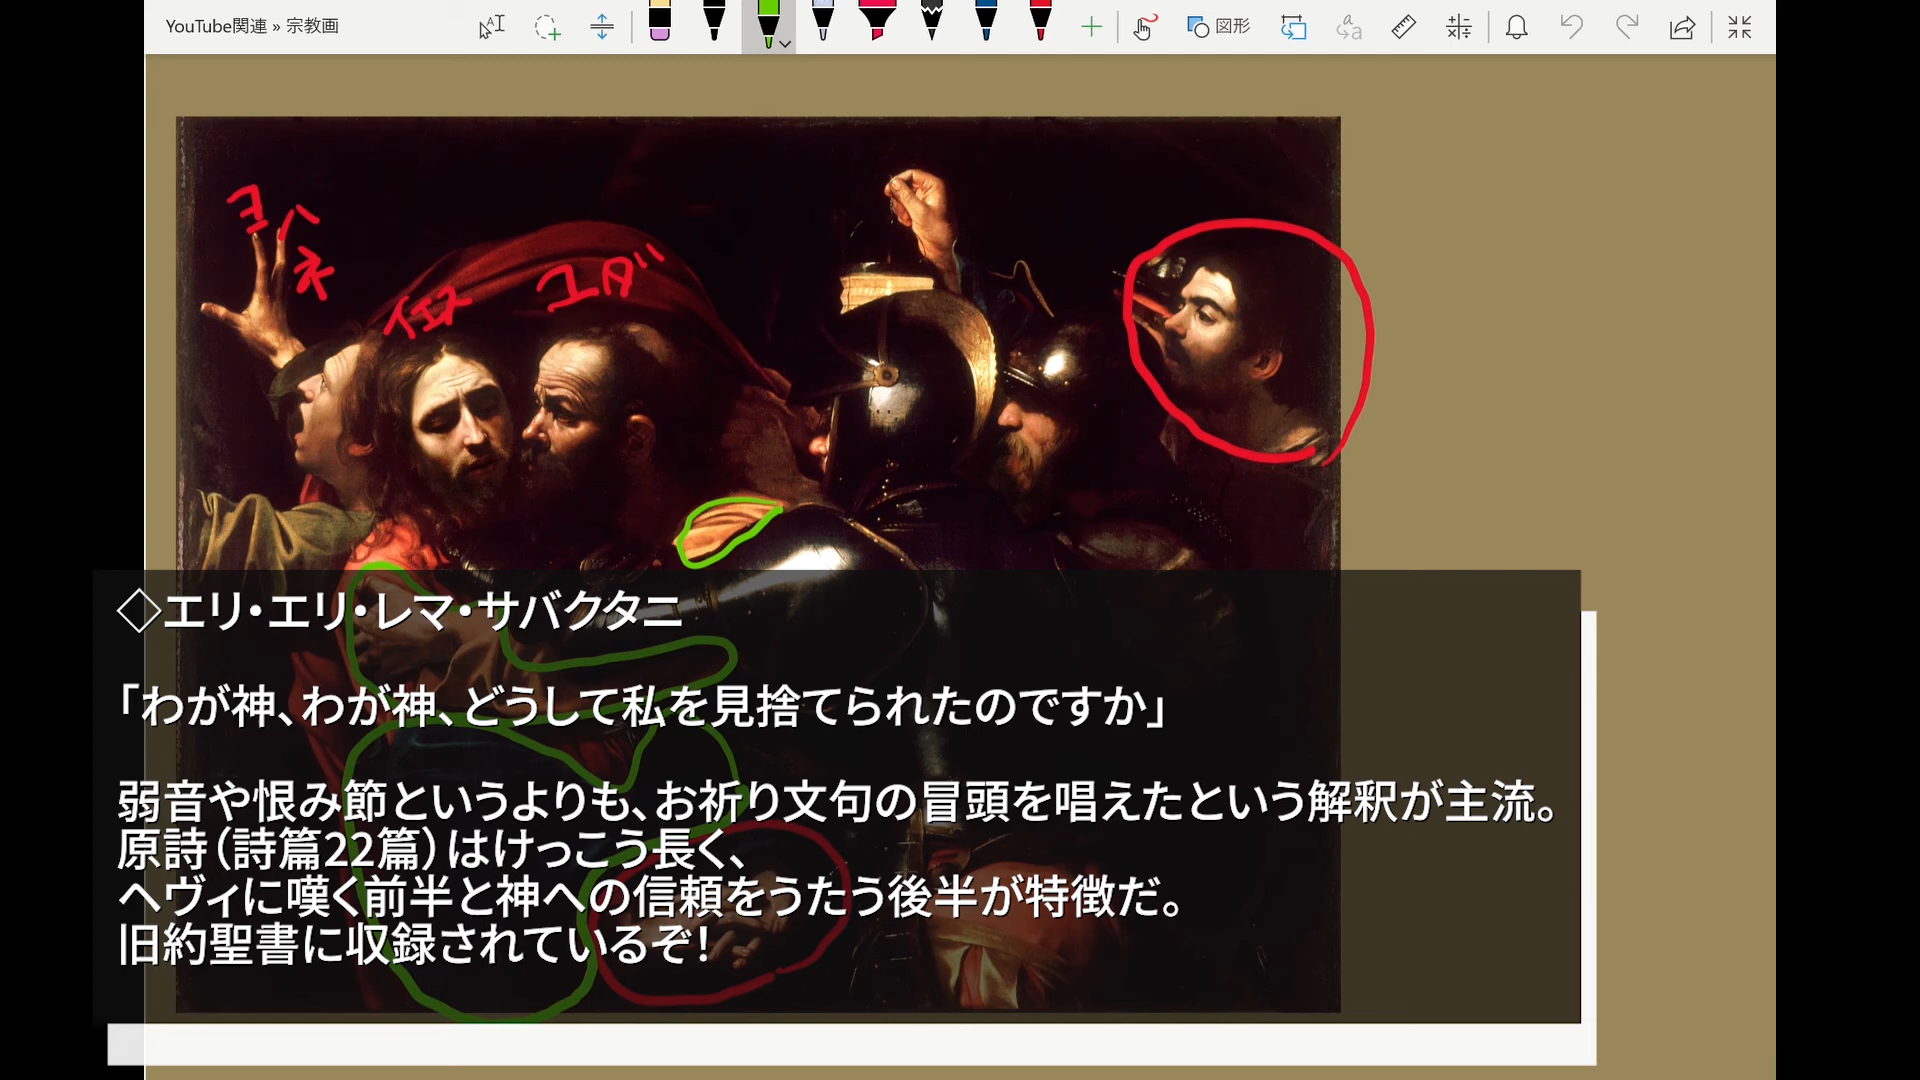 YouTube関連 » 宗教画
図形
ヨハ
ネ
イエス
ユダ
◇エリ・エリ・レマ・サバクタニ
「わが神、わが神、どうして私を見捨てられたのですか」
弱音や恨み節というよりも、お祈り文句の冒頭を唱えたという解釈が主流。
原詩（詩篇22篇）はけっこう長く、
ヘヴィに嘆く前半と神への信頼をうたう後半が特徴だ。
旧約聖書に収録されているぞ！